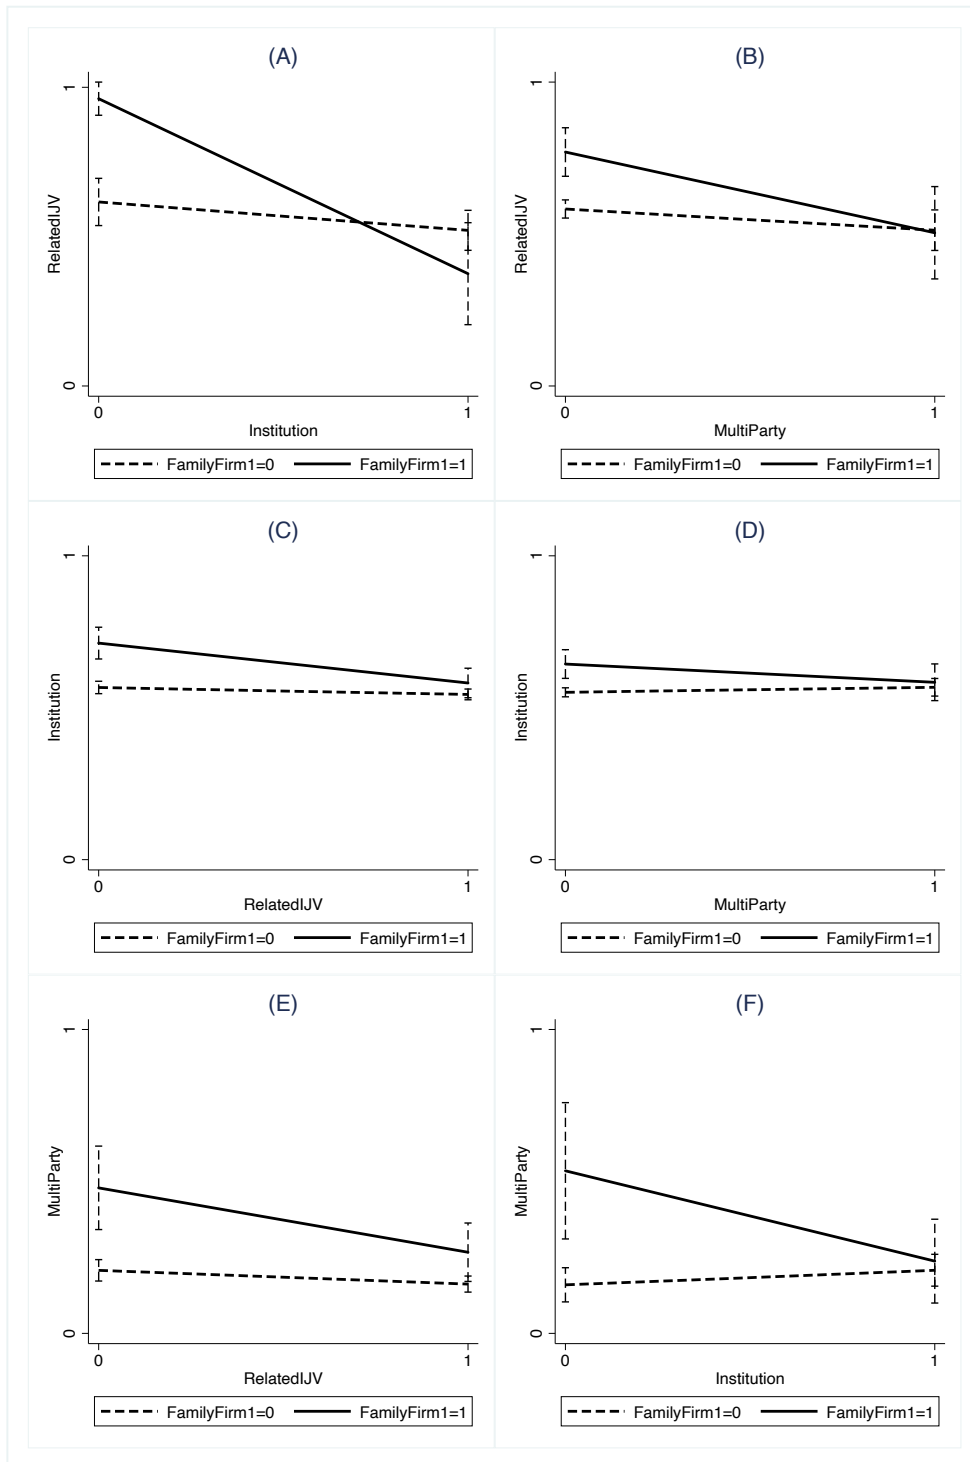 (A)
1
RelatedIJV
0
0 1
Institution
FamilyFirm1=0 FamilyFirm1=1
(B)
1
RelatedIJV
0
0 1
MultiParty
FamilyFirm1=0 FamilyFirm1=1
(C)
1
Institution
0
0 1
RelatedIJV
FamilyFirm1=0 FamilyFirm1=1
(D)
1
Institution
0
0 1
MultiParty
FamilyFirm1=0 FamilyFirm1=1
(E)
1
MultiParty
0
0 1
RelatedIJV
FamilyFirm1=0 FamilyFirm1=1
(F)
1
MultiParty
0
0 1
Institution
FamilyFirm1=0 FamilyFirm1=1